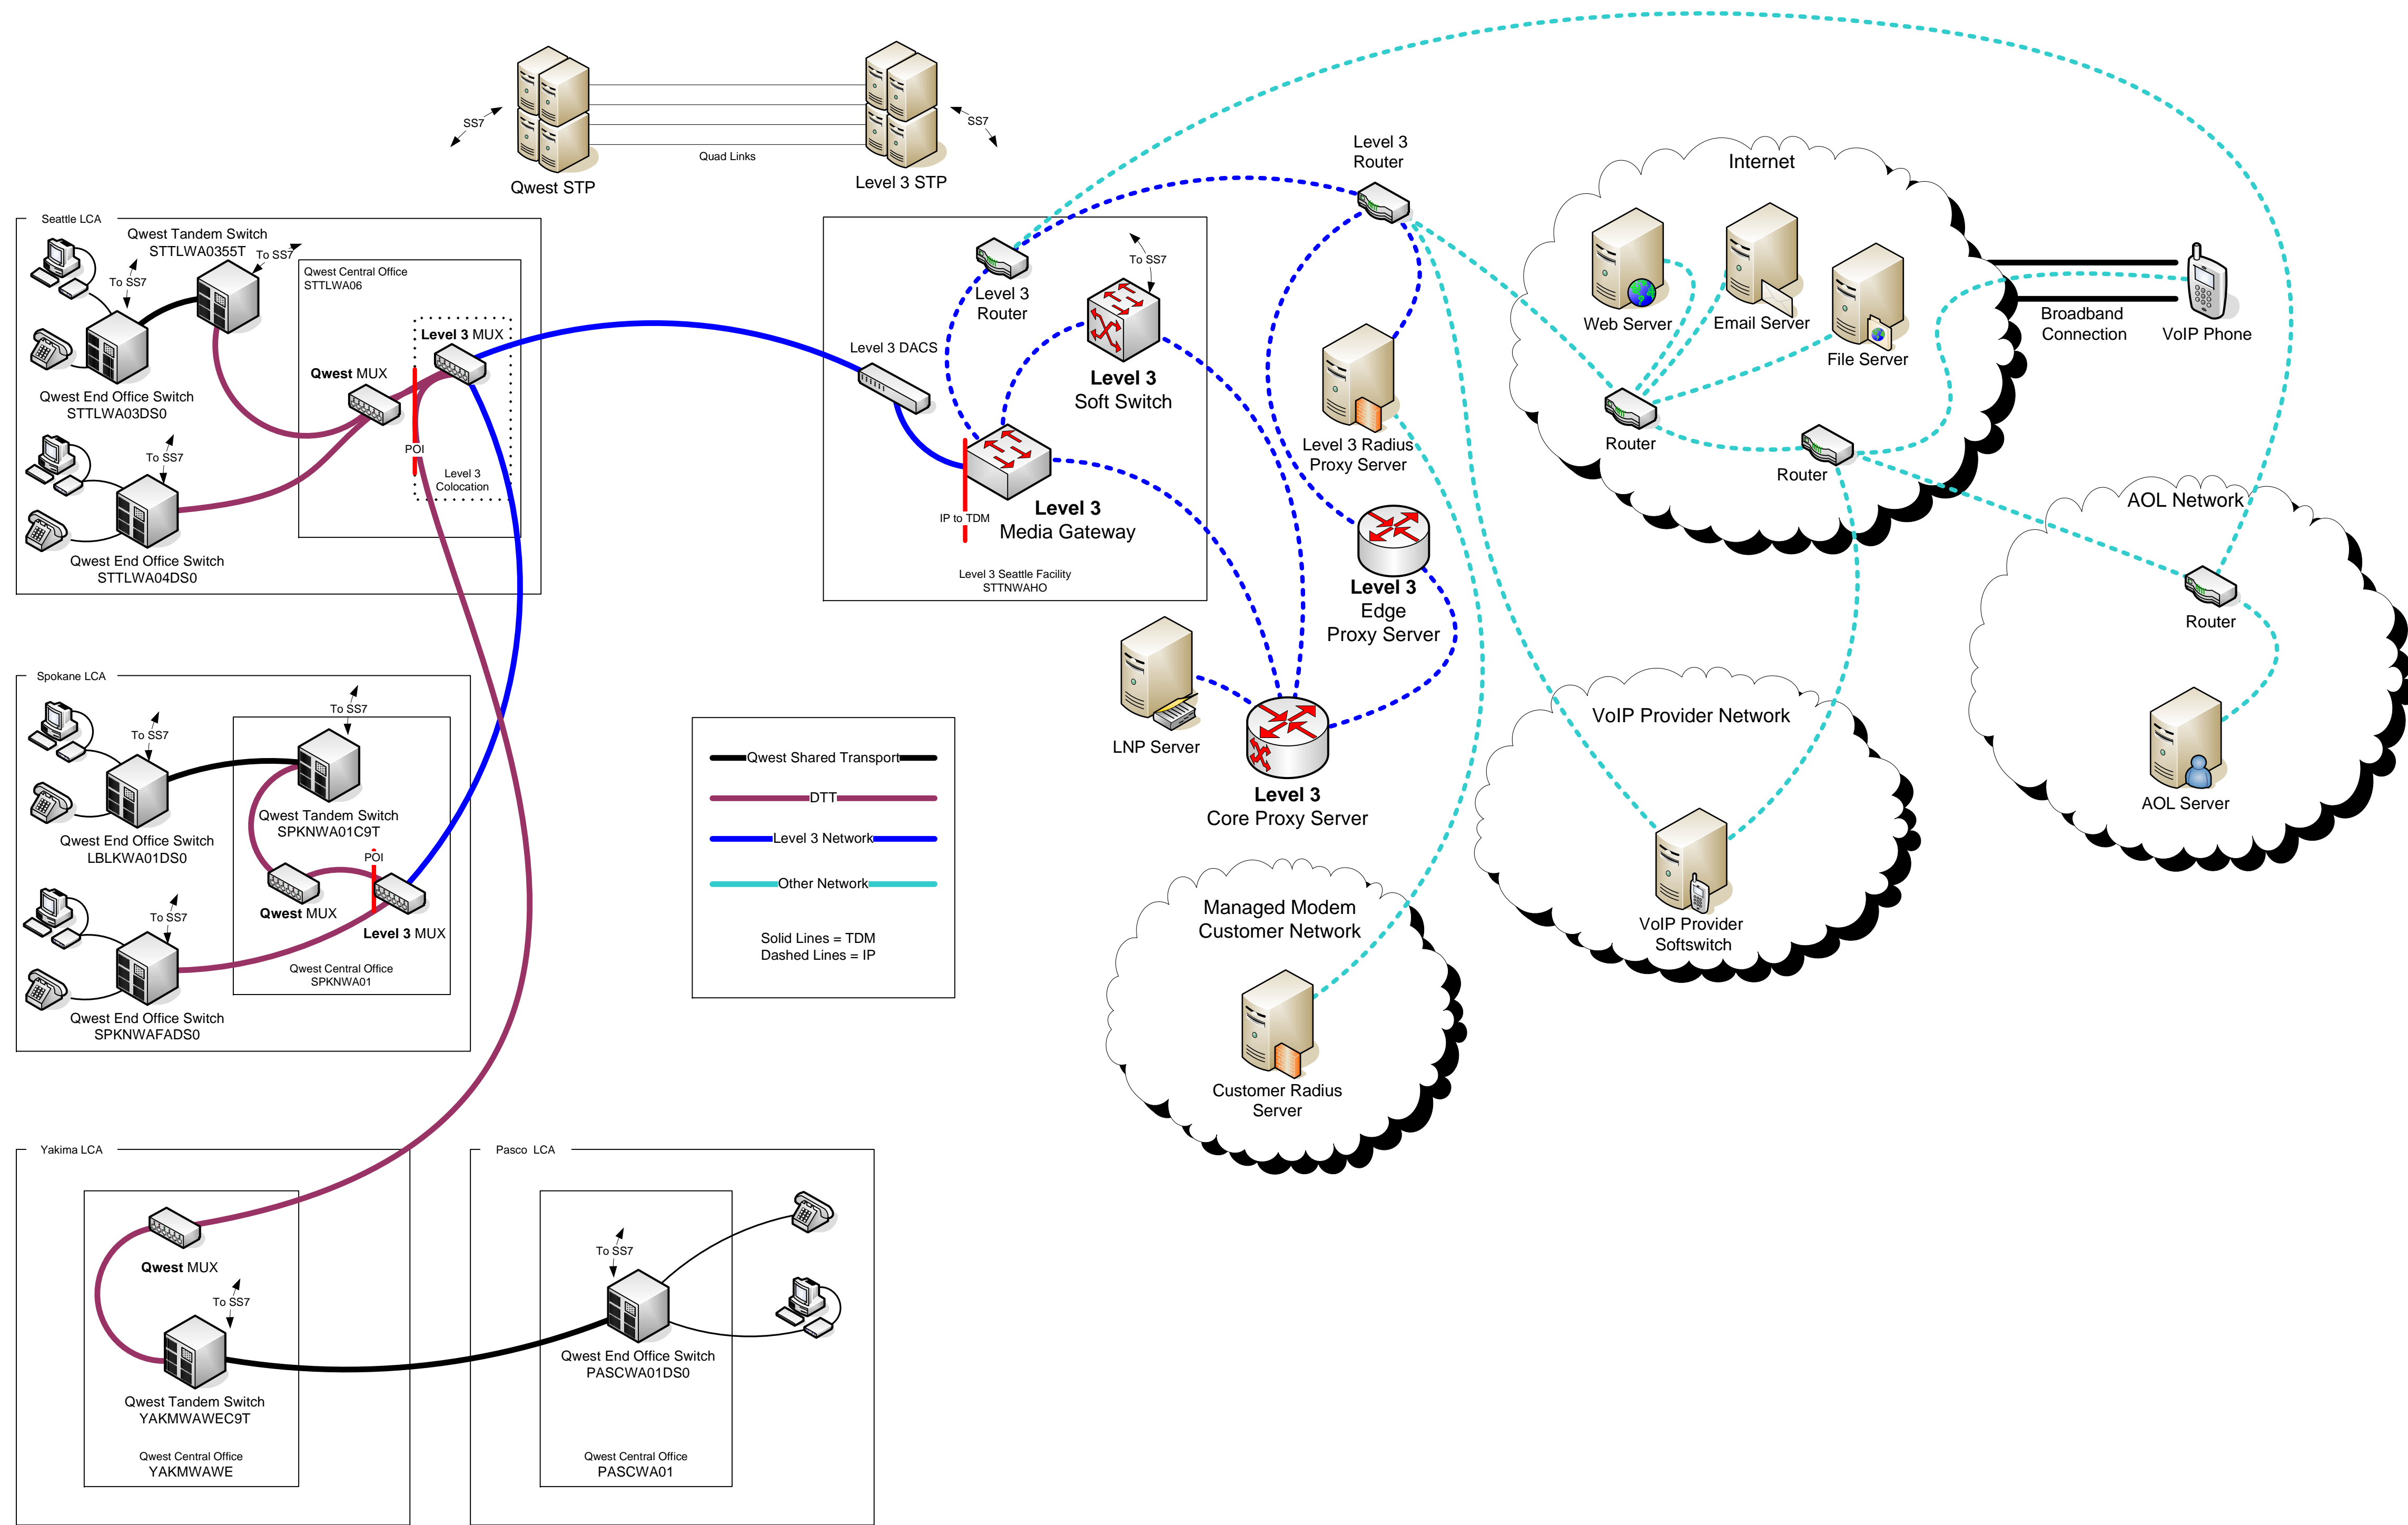 SS7
Quad Links
SS7
Qwest STP
Level 3 STP
Seattle LCA
Qwest Tandem Switch
STTLWA0355T
To SS7
To SS7
Qwest Central Office
STTLWA06
Level 3 MUX
Qwest MUX
Qwest End Office Switch
STTLWA03DS0
POI
Level 3
Colocation
To SS7
Qwest End Office Switch
STTLWA04DS0
Level 3 DACS
Level 3
Router
To SS7
Level 3
Soft Switch
IP to TDM
Level 3
Media Gateway
Level 3 Seattle Facility
STTNWAHO
Level 3
Router
Level 3 Radius
Proxy Server
Level 3
Edge
Proxy Server
LNP Server
Level 3
Core Proxy Server
Internet
Web Server
Email Server
File Server
Router
Router
Broadband
Connection
VoIP Phone
AOL Network
Router
AOL Server
VoIP Provider Network
VoIP Provider
Softswitch
Managed Modem
Customer Network
Customer Radius
Server
Spokane LCA
To SS7
To SS7
Qwest Tandem Switch
SPKNWA01C9T
Qwest End Office Switch
LBLKWA01DS0
POI
Qwest MUX
Level 3 MUX
To SS7
Qwest Central Office
SPKNWA01
Qwest End Office Switch
SPKNWAFADS0
Qwest Shared Transport
DTT
Level 3 Network
Other Network
Solid Lines = TDM
Dashed Lines = IP
Yakima LCA
Qwest MUX
To SS7
Qwest Tandem Switch
YAKMWAWEC9T
Qwest Central Office
YAKMWAWE
Pasco LCA
To SS7
Qwest End Office Switch
PASCWA01DS0
Qwest Central Office
PASCWA01